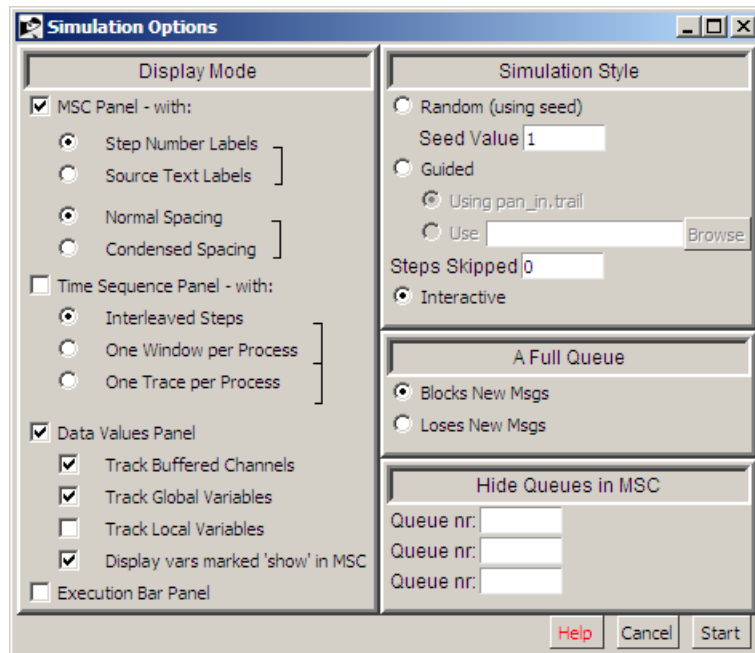 Simulation Options
Display Mode
MSC Panel - with:
Step Number Labels
Source Text Labels
Normal Spacing
Condensed Spacing
Time Sequence Panel - with:
Interleaved Steps
One Window per Process
One Trace per Process
Data Values Panel
Track Buffered Channels
Track Global Variables
Track Local Variables
Display vars marked 'show' in MSC
Execution Bar Panel
Simulation Style
Random (using seed)
Seed Value 1
Guided
Using pan_in.trail
Use Browse
Steps Skipped 0
Interactive
A Full Queue
Blocks New Msgs
Loses New Msgs
Hide Queues in MSC
Queue nr:
Queue nr:
Queue nr:
Help Cancel Start